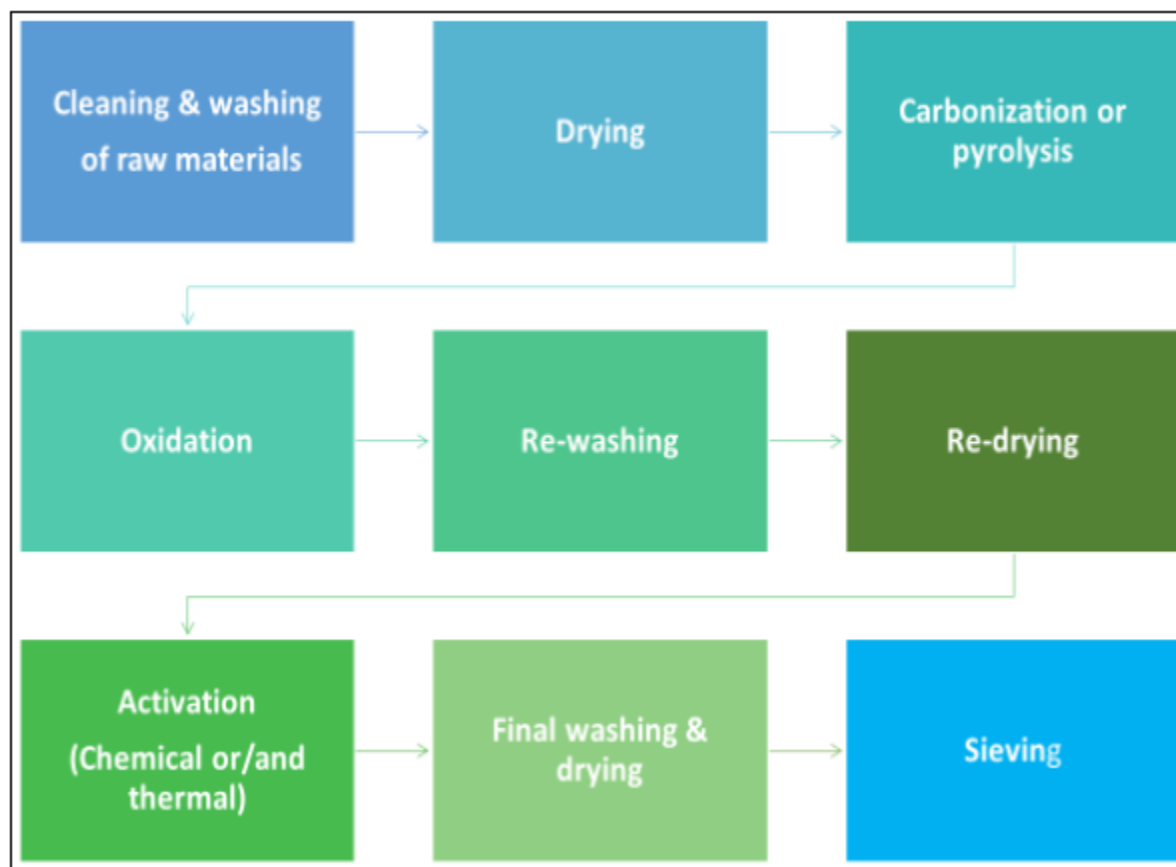 Cleaning & washing
of raw materials
Drying
Carbonization or
pyrolysis
Oxidation
Re-washing
Re-drying
Activation
(Chemical or/and
thermal)
Final washing &
drying
Sieving